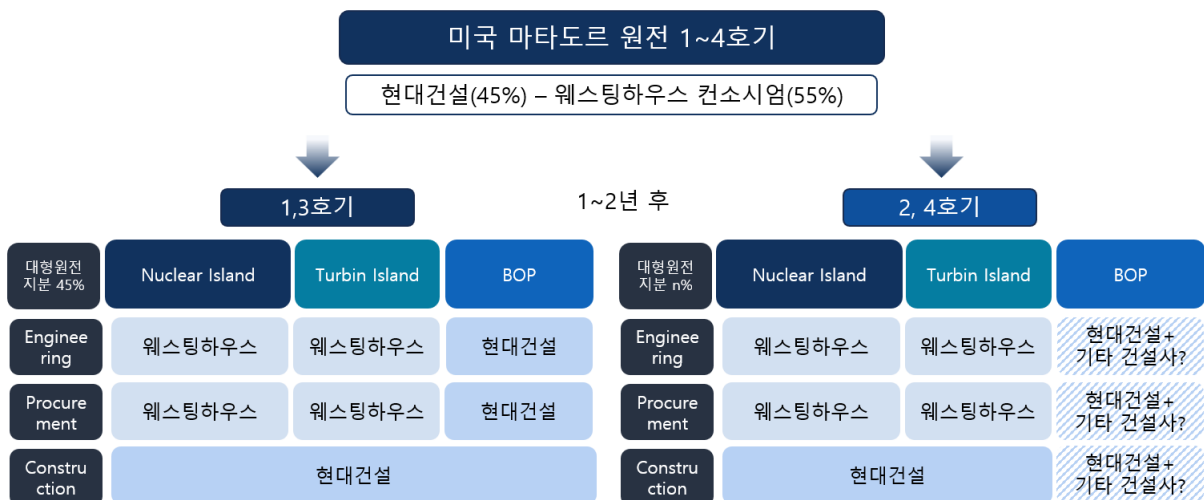 미국 마타도르 원전 1~4호기
현대건설(45%) – 웨스팅하우스 컨소시엄(55%)
1,3호기
1~2년 후
2, 4호기
대형원전
지분 45%
Nuclear Island
Turbin Island
BOP
Enginee
ring
웨스팅하우스
웨스팅하우스
현대건설
Procure
ment
웨스팅하우스
웨스팅하우스
현대건설
Constru
ction
현대건설
대형원전
지분 n%
Nuclear Island
Turbin Island
BOP
Enginee
ring
웨스팅하우스
웨스팅하우스
현대건설+
기타 건설사?
Procure
ment
웨스팅하우스
웨스팅하우스
현대건설+
기타 건설사?
Constru
ction
현대건설
현대건설+
기타 건설사?